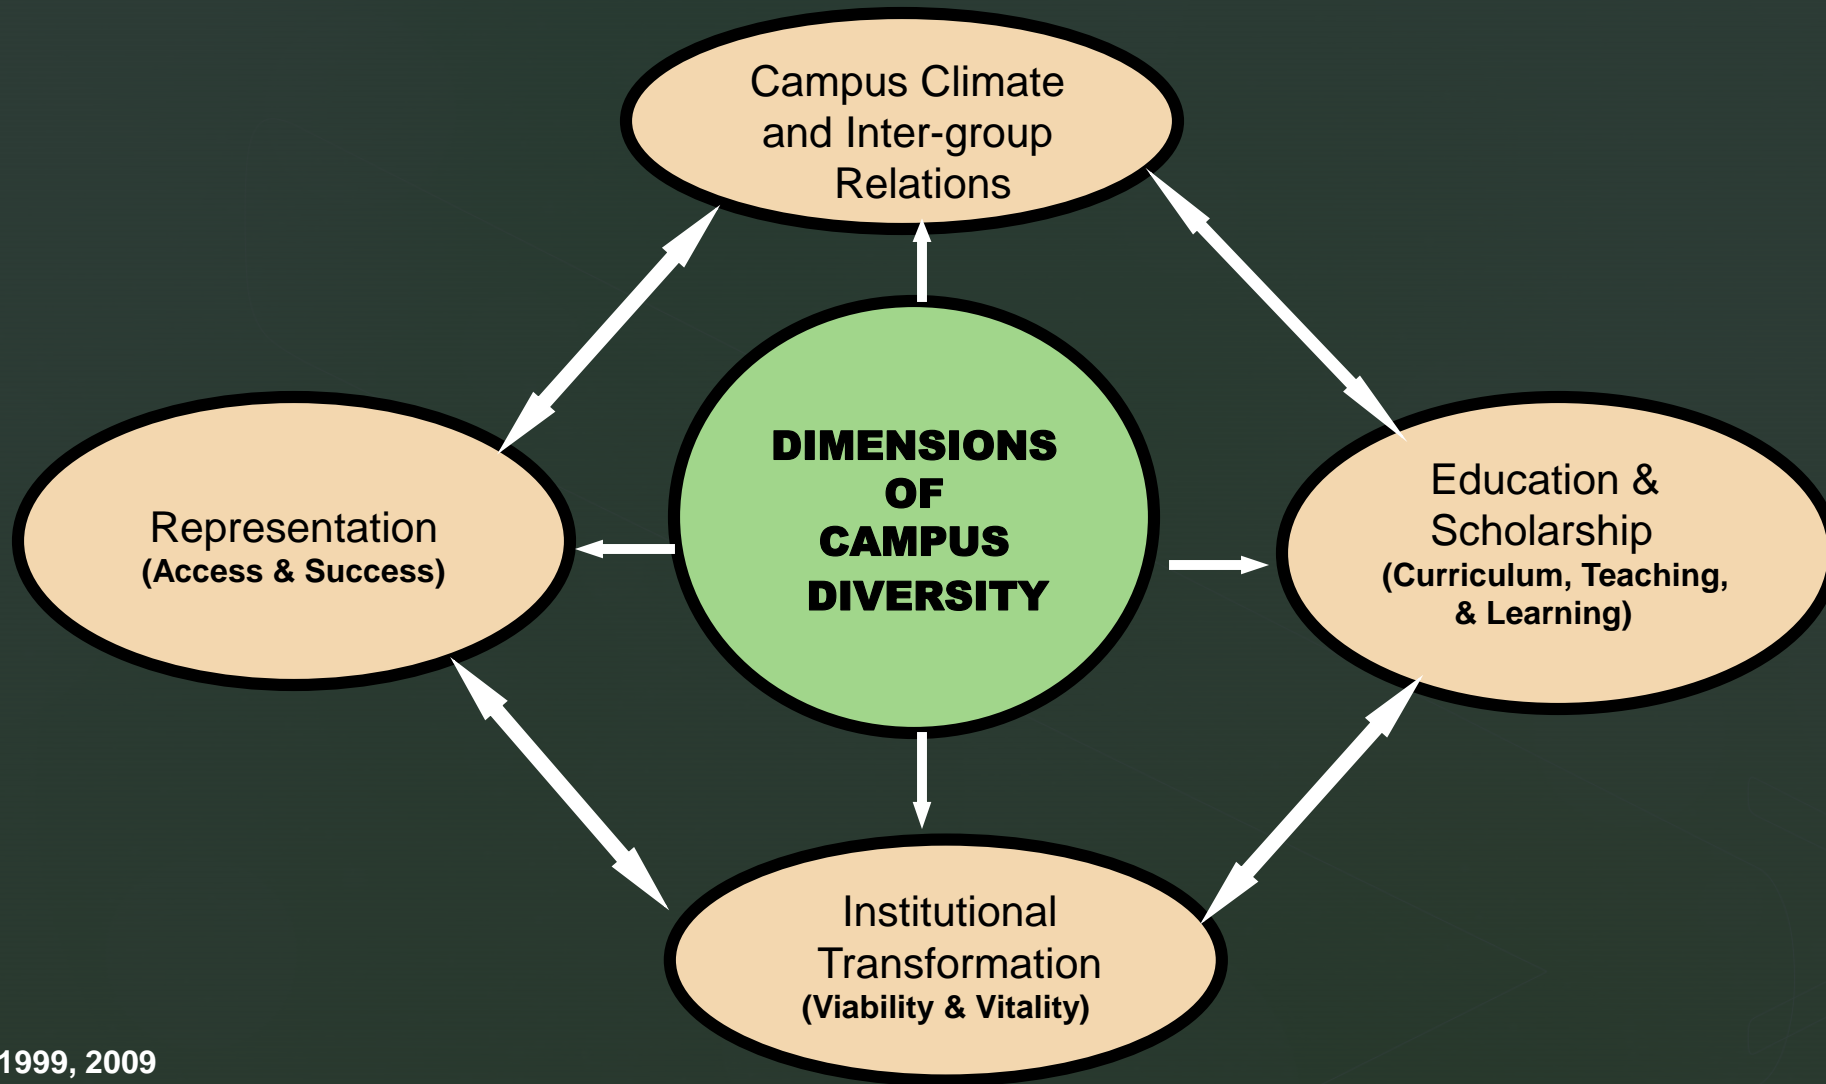 Campus Climate
and Inter-group
Relations
DIMENSIONS
OF
CAMPUS
DIVERSITY
Representation
(Access & Success)
Education &
Scholarship
(Curriculum, Teaching,
& Learning)
Institutional
Transformation
(Viability & Vitality)
1999, 2009